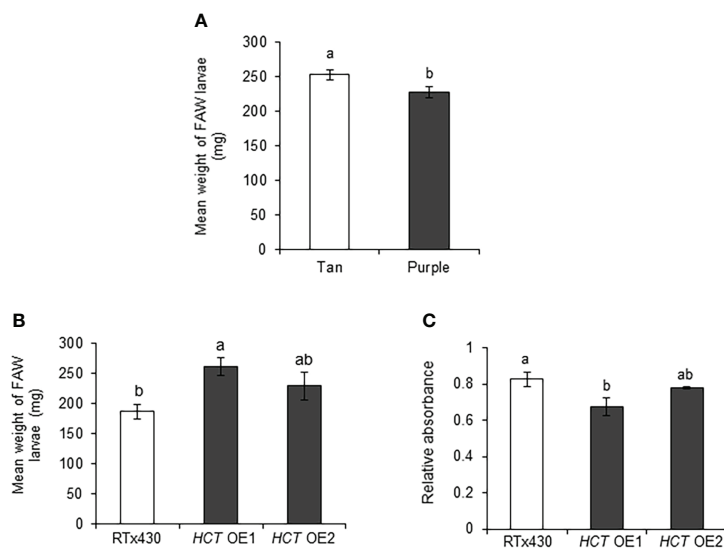 A
Mean weight of FAW larvae
(mg)
300
250
200
150
100
50
0
a
b
Tan
Purple
B
Mean weight of FAW
larvae (mg)
300
250
200
150
100
50
0
b
a
ab
RTx430
HCT OE1
HCT OE2
C
Relative absorbance
1
0.8
0.6
0.4
0.2
0
a
b
ab
RTx430
HCT OE1
HCT OE2